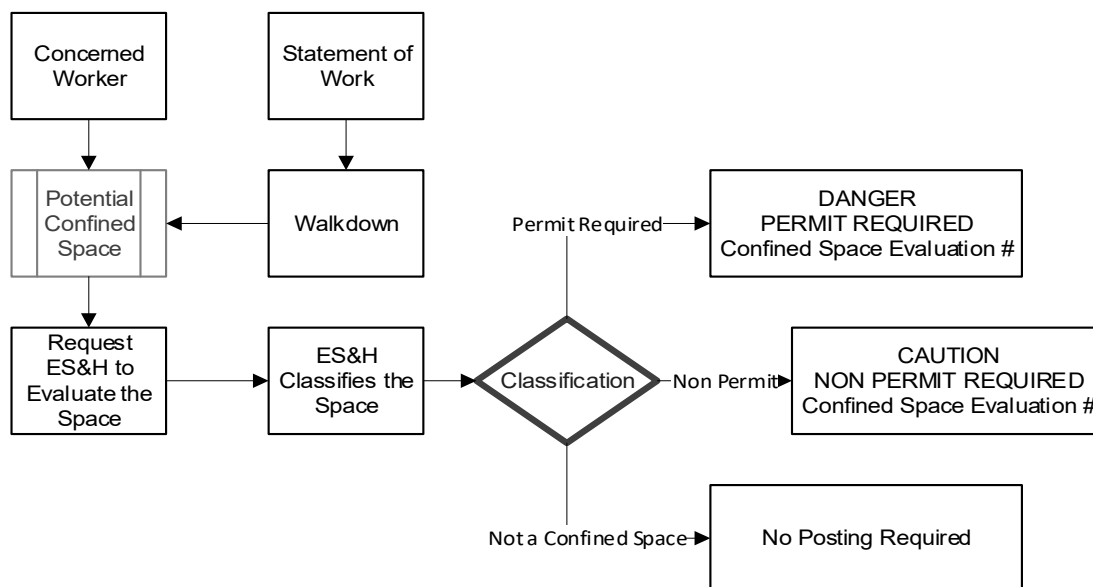 Concerned
Worker
Statement of
Work
Potential
Confined
Space
Walkdown
Permit Required
DANGER
PERMIT REQUIRED
Confined Space Evaluation #
Request
ES&H to
Evaluate the
Space
ES&H
Classifies the
Space
Classification
Non Permit
CAUTION
NON PERMIT REQUIRED
Confined Space Evaluation #
Not a Confined Space
No Posting Required